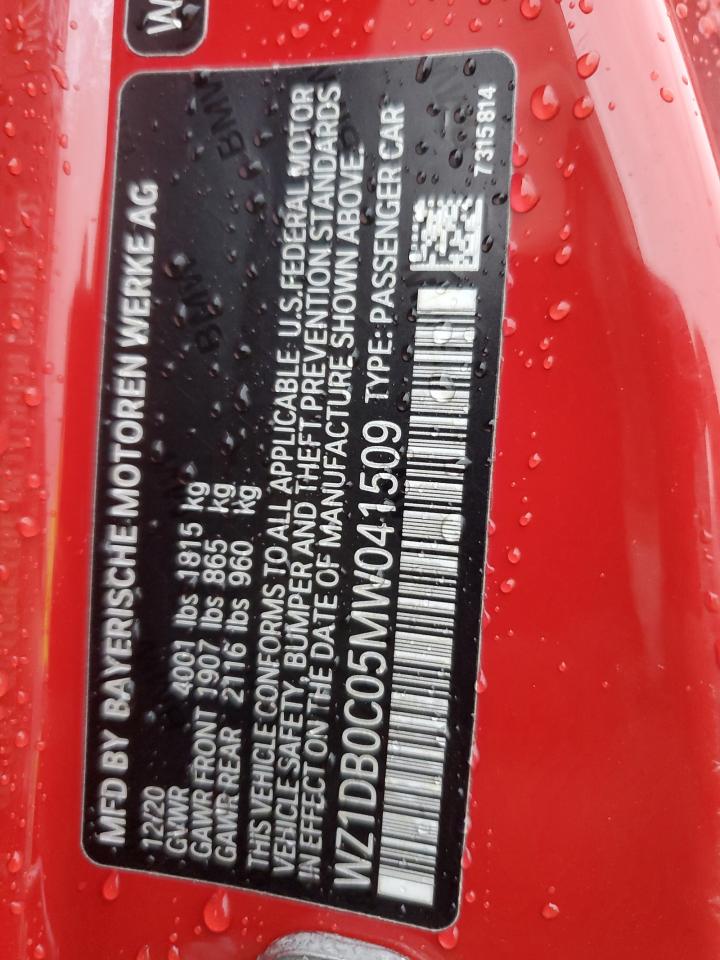 MFD BY BAYERISCHE MOTOREN WERKE AG
12/20
GVWR 4001 lbs 1815 kg
GAWR FRONT 1907 lbs 865 kg
GAWR REAR 2116 lbs 960 kg
THIS VEHICLE CONFORMS TO ALL APPLICABLE U.S. FEDERAL MOTOR
VEHICLE SAFETY, BUMPER AND THEFT PREVENTION STANDARDS
IN EFFECT ON THE DATE OF MANUFACTURE SHOWN ABOVE.
WZ1DB0C05MW041509 TYPE: PASSENGER CAR
7315814
BMW
BMW